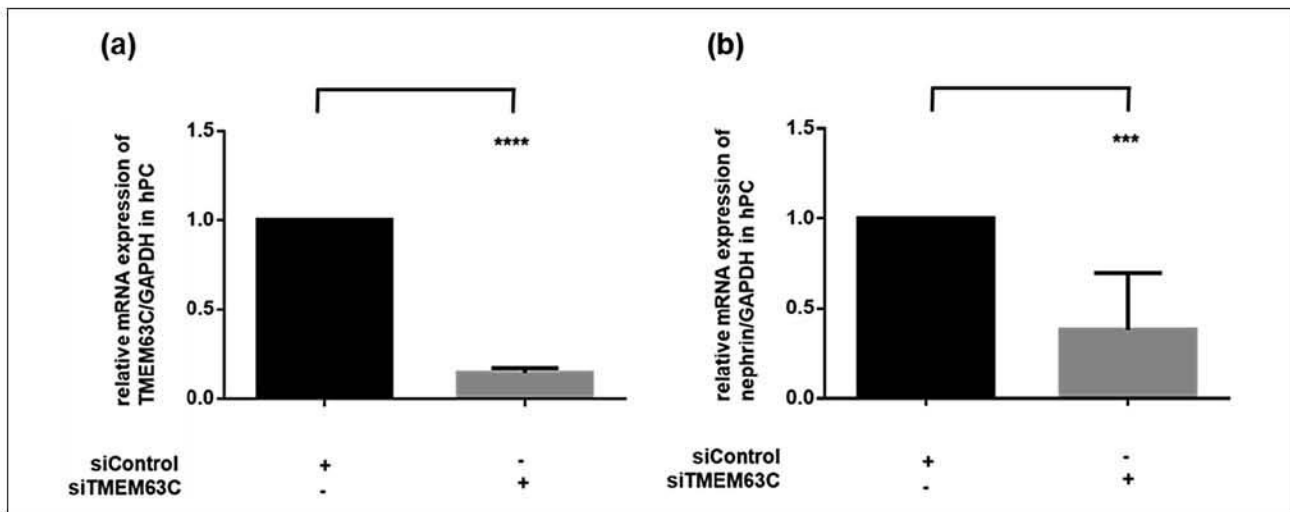 (a)
relative mRNA expression of
TMEM63C/GAPDH in hPC
1.5
1.0
0.5
0.0
****
siControl + -
siTMEM63C - +
(b)
relative mRNA expression of
nephrin/GAPDH in hPC
1.5
1.0
0.5
0.0
***
siControl + -
siTMEM63C - +